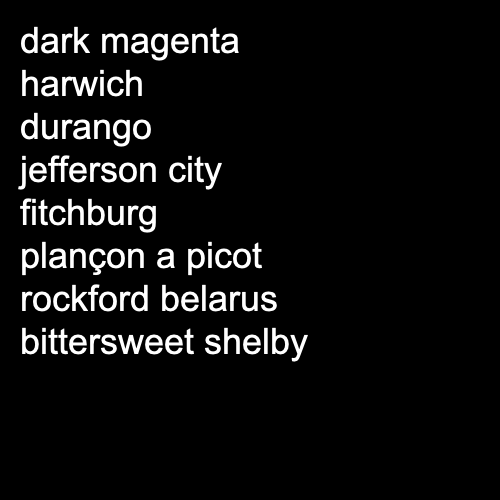 dark magenta
harwich
durango
jefferson city
fitchburg
plançon a picot
rockford belarus
bittersweet shelby